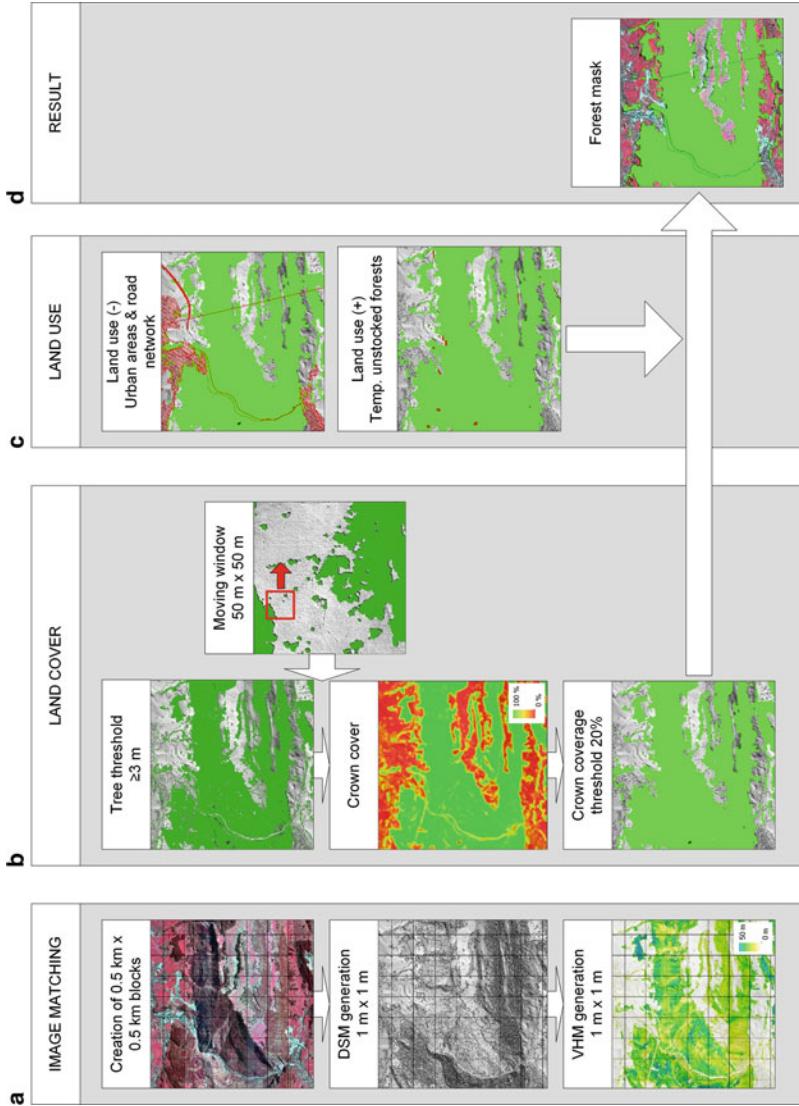 a
IMAGE MATCHING
Creation of 0.5 km x
0.5 km blocks
DSM generation
1 m x 1 m
VHM generation
1 m x 1 m
50 m
0 m
b
LAND COVER
Tree threshold
≥3 m
Moving window
50 m x 50 m
Crown cover
100 %
0 %
Crown coverage
threshold 20%
c
LAND USE
Land use (-)
Urban areas & road
network
Land use (+)
Temp. unstocked forests
d
RESULT
Forest mask